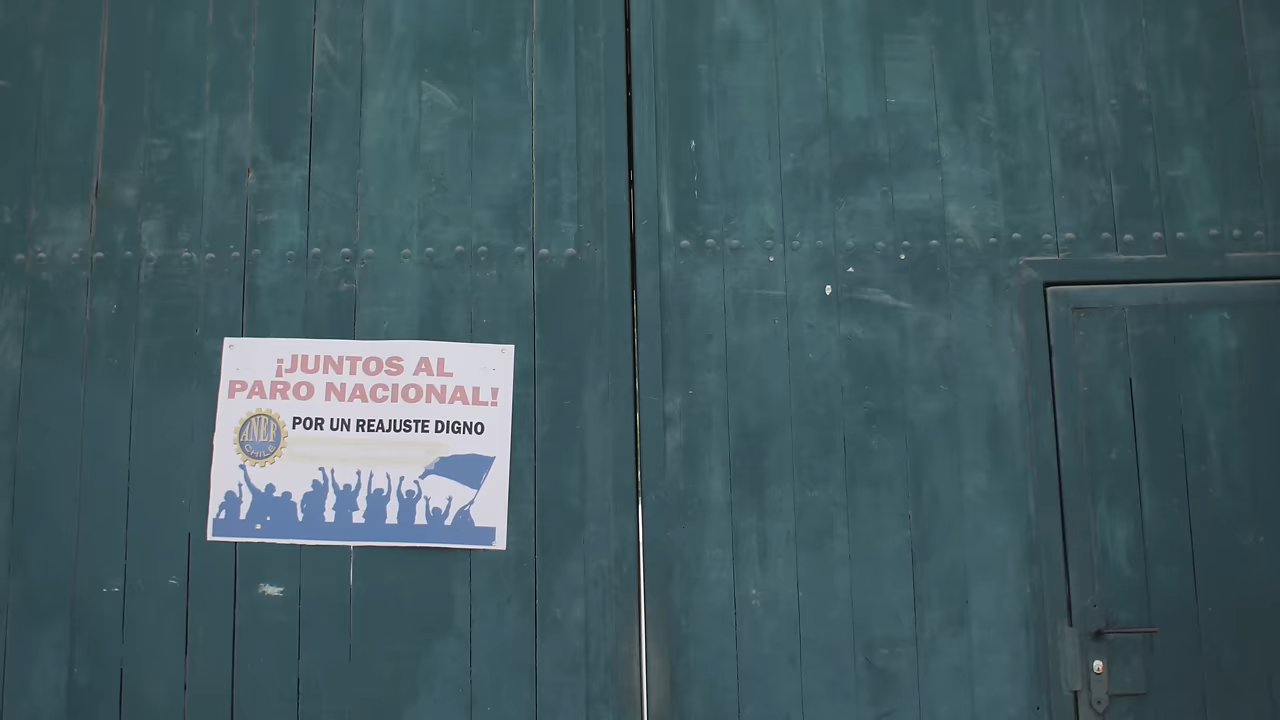 ¡JUNTOS AL
PARO NACIONAL!
POR UN REAJUSTE DIGNO
ANEF
CHILE